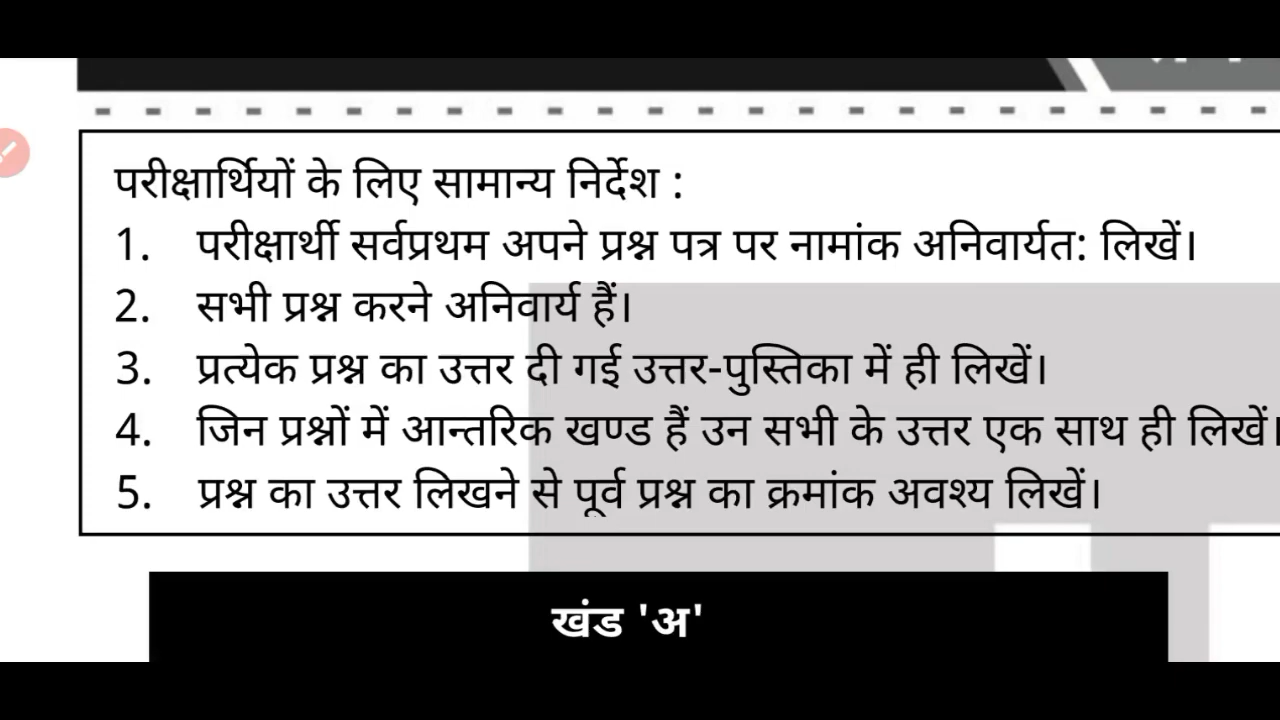 परीक्षार्थियों के लिए सामान्य निर्देश :
1. परीक्षार्थी सर्वप्रथम अपने प्रश्न पत्र पर नामांक अनिवार्यत: लिखें।
2. सभी प्रश्न करने अनिवार्य हैं।
3. प्रत्येक प्रश्न का उत्तर दी गई उत्तर-पुस्तिका में ही लिखें।
4. जिन प्रश्नों में आन्तरिक खण्ड हैं उन सभी के उत्तर एक साथ ही लिखें।
5. प्रश्न का उत्तर लिखने से पूर्व प्रश्न का क्रमांक अवश्य लिखें।
खंड 'अ'